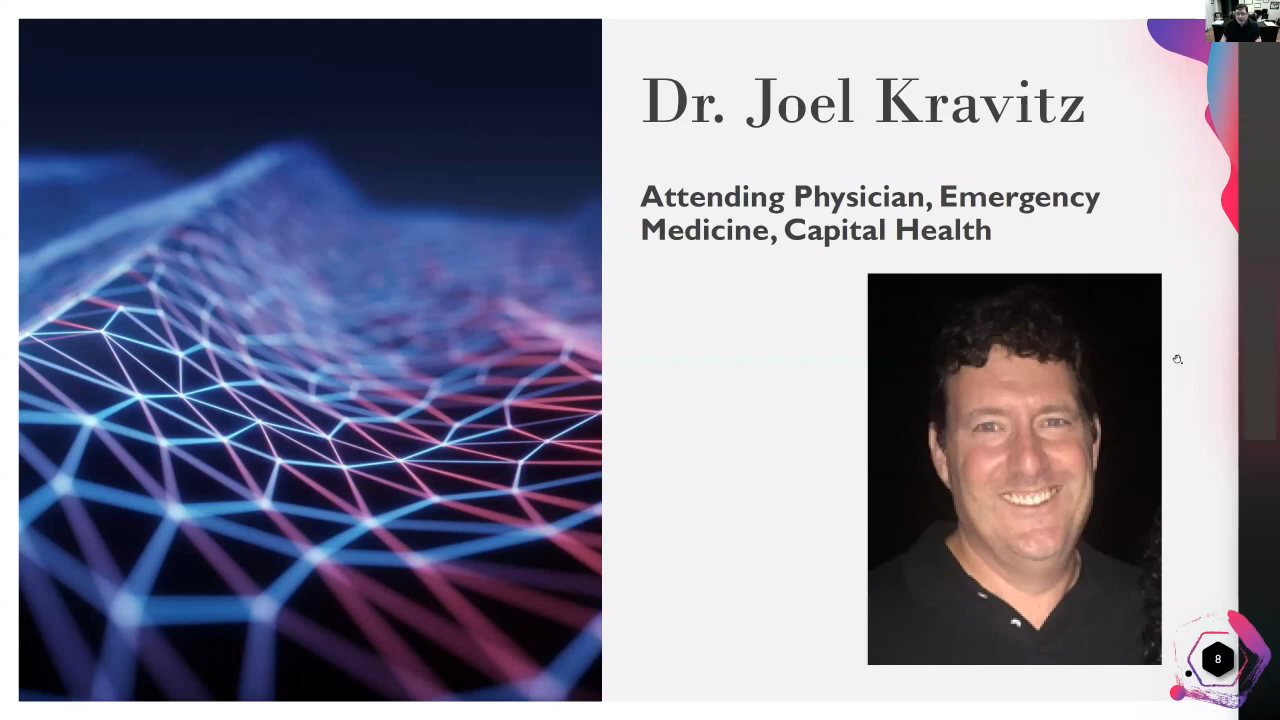 Dr. Joel Kravitz
Attending Physician, Emergency
Medicine, Capital Health
8